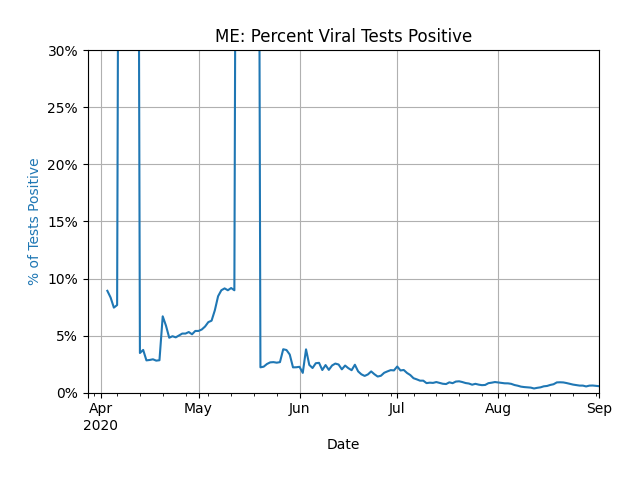 ME: Percent Viral Tests Positive
% of Tests Positive
30%
25%
20%
15%
10%
5%
0%
Apr
2020
May
Jun
Jul
Aug
Sep
Date